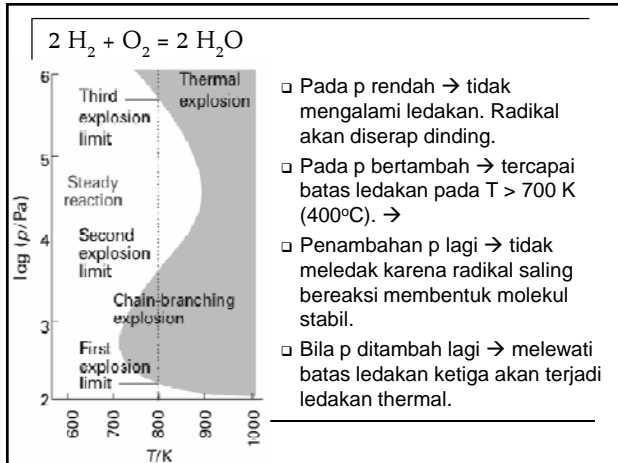 2 H₂ + O₂ = 2 H₂O
6
5
4
3
2
log (p/Pa)
Third
explosion
limit
Thermal
explosion
Steady
reaction
Second
explosion
limit
Chain-branching
explosion
First
explosion
limit
600
700
800
900
1000
T/K
❑ Pada p rendah → tidak
mengalami ledakan. Radikal
akan diserap dinding.
❑ Pada p bertambah → tercapai
batas ledakan pada T > 700 K
(400ºC). →
❑ Penambahan p lagi → tidak
meledak karena radikal saling
bereaksi membentuk molekul
stabil.
❑ Bila p ditambah lagi → melewati
batas ledakan ketiga akan terjadi
ledakan thermal.